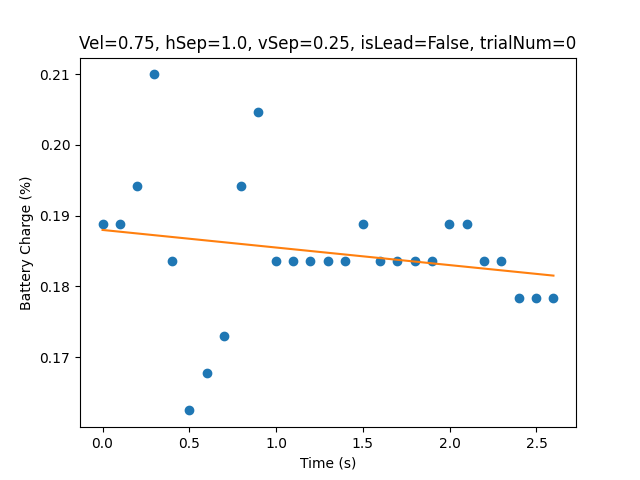 Vel=0.75, hSep=1.0, vSep=0.25, isLead=False, trialNum=0
0.21
0.20
0.19
0.18
0.17
Battery Charge (%)
0.0 0.5 1.0 1.5 2.0 2.5
Time (s)